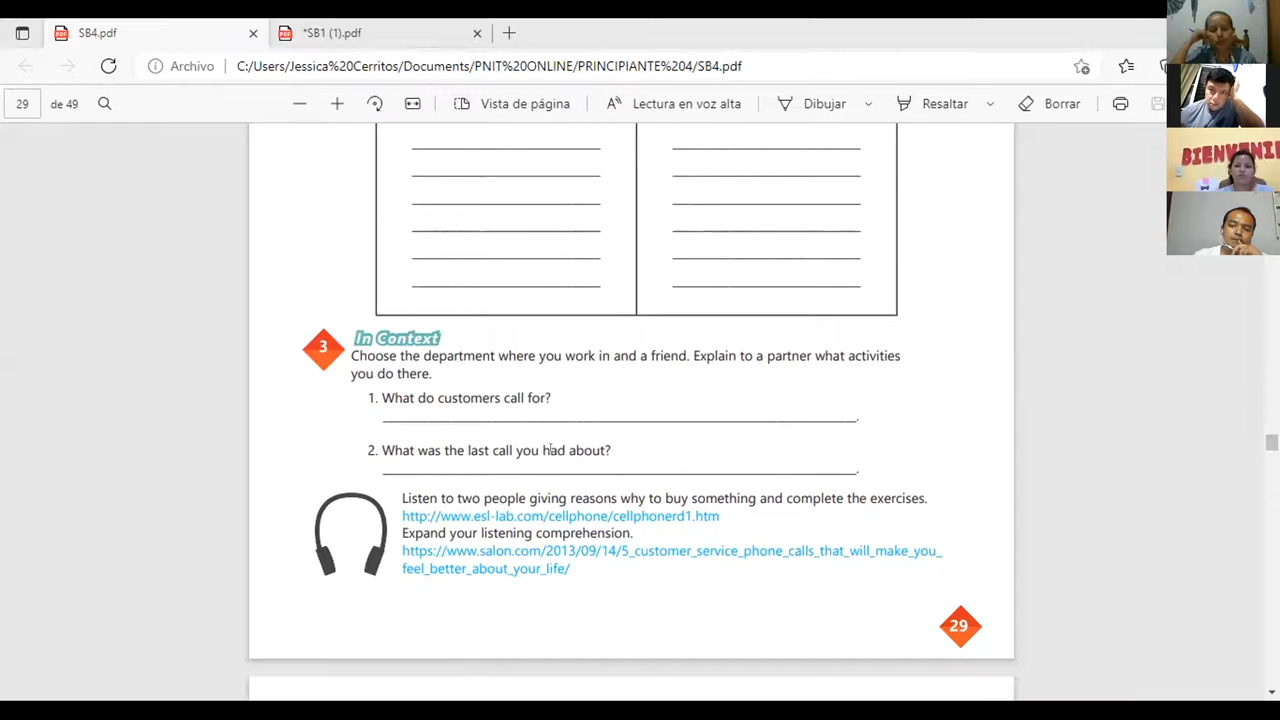 SB4.pdf
*SB1 (1).pdf
Archivo
C:/Users/Jessica%20Cerritos/Documents/PNIT%20ONLINE/PRINCIPIANTE%204/SB4.pdf
29
de 49
Vista de página
Lectura en voz alta
Dibujar
Resaltar
Borrar
BIENVENI
3
In Context
Choose the department where you work in and a friend. Explain to a partner what activities
you do there.
1. What do customers call for?
2. What was the last call you had about?
Listen to two people giving reasons why to buy something and complete the exercises.
http://www.esl-lab.com/cellphone/cellphonerd1.htm
Expand your listening comprehension.
https://www.salon.com/2013/09/14/5_customer_service_phone_calls_that_will_make_you_
feel_better_about_your_life/
29